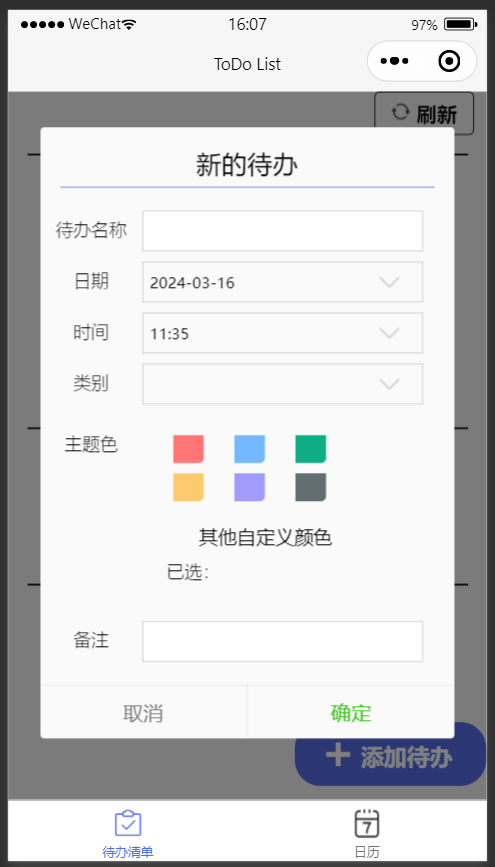 WeChat 16:07 97%
ToDo List
刷新
新的待办
待办名称
日期 2024-03-16
时间 11:35
类别
主题色
其他自定义颜色
已选：
备注
取消 确定
添加待办
7
待办清单 日历